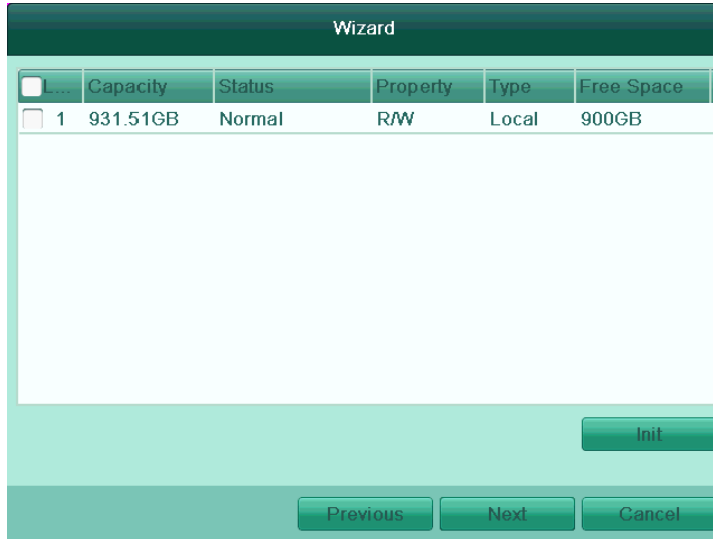 Wizard
L... Capacity Status Property Type Free Space
1 931.51GB Normal R/W Local 900GB
Init
Previous Next Cancel